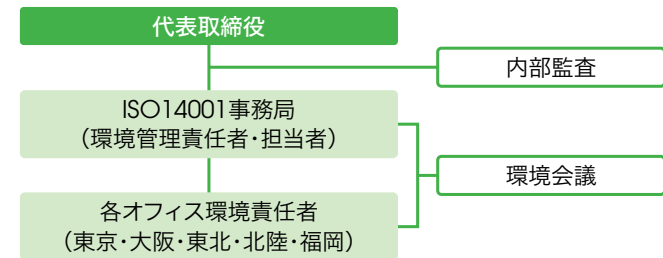 代表取締役
内部監査
ISO14001事務局
（環境管理責任者・担当者）
環境会議
各オフィス環境責任者
（東京・大阪・東北・北陸・福岡）